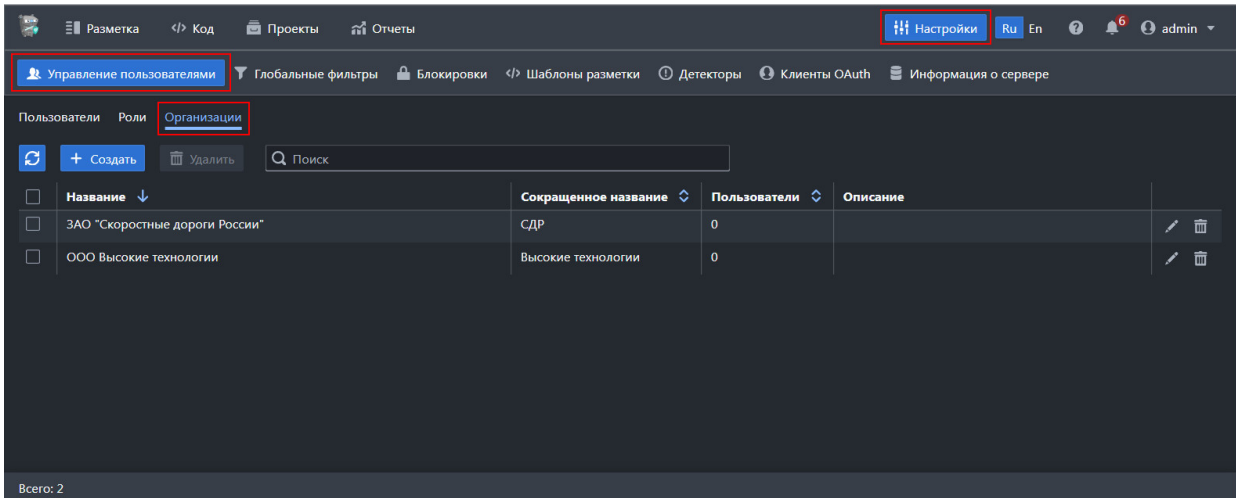 Разметка </> Код Проекты Отчеты Настройки Ru En 6 admin
Управление пользователями Глобальные фильтры Блокировки </> Шаблоны разметки Детекторы Клиенты OAuth Информация о сервере
Пользователи Роли Организации
+ Создать Удалить Поиск
Название Сокращенное название Пользователи Описание
ЗАО "Скоростные дороги России" СДР 0
ООО Высокие технологии Высокие технологии 0
Всего: 2